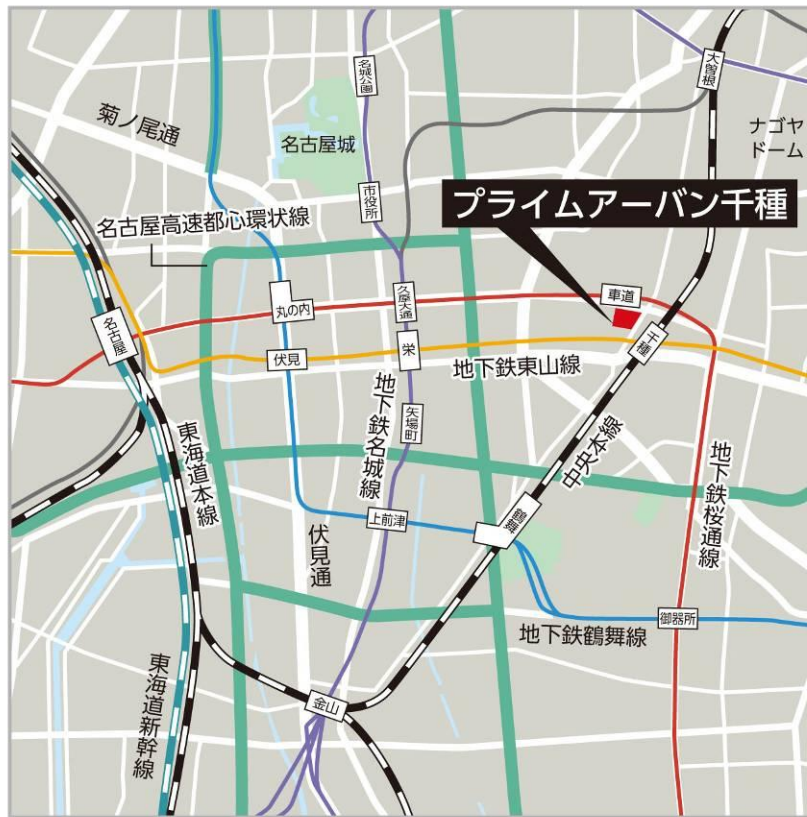 大曽根
名城公園
菊ノ尾通
名古屋城
ナゴヤ
ドーム
市役所
プライムアーバン千種
名古屋高速都心環状線
久屋大通
車道
丸の内
名古屋
千種
伏見
栄
地下鉄東山線
矢場町
地下鉄名城線
中央本線
東海道本線
地下鉄桜通線
上前津
鶴舞
伏見通
御器所
地下鉄鶴舞線
東海道新幹線
金山